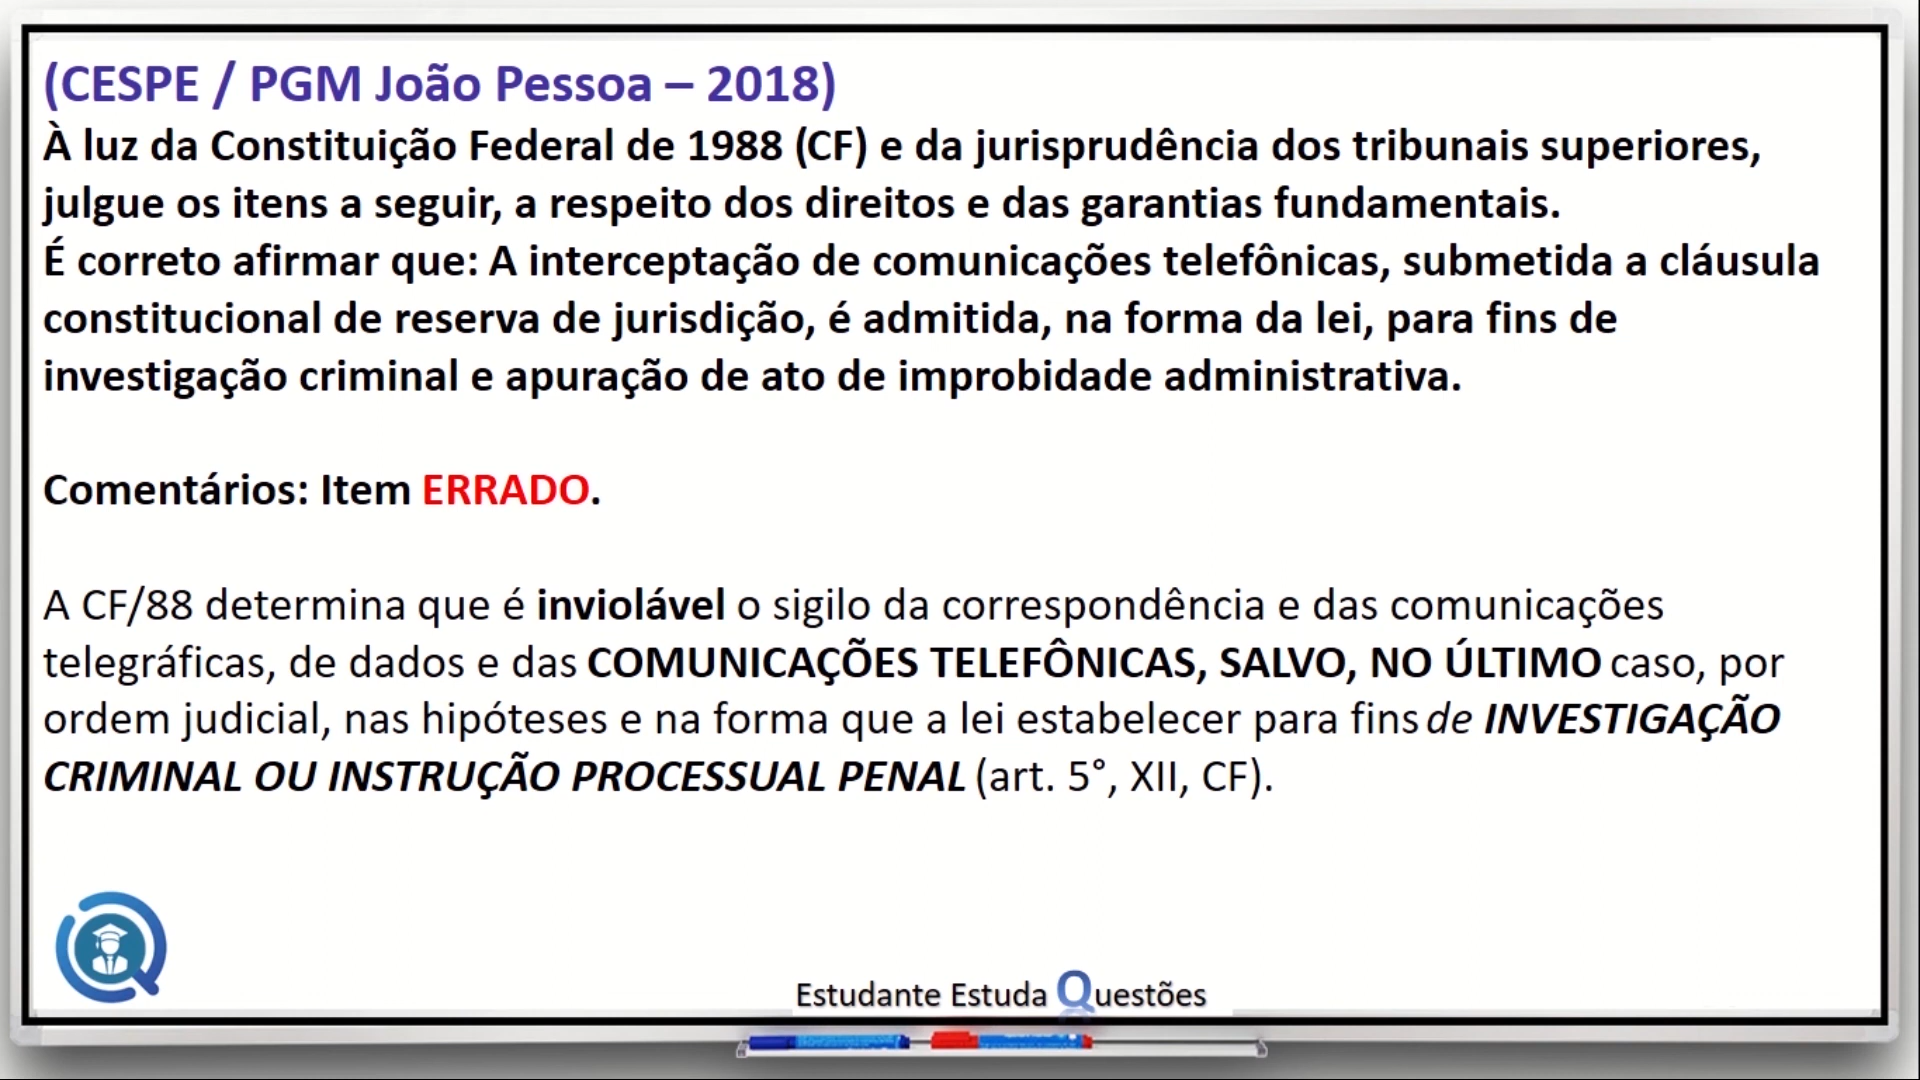 (CESPE / PGM João Pessoa – 2018)
À luz da Constituição Federal de 1988 (CF) e da jurisprudência dos tribunais superiores,
julgue os itens a seguir, a respeito dos direitos e das garantias fundamentais.
É correto afirmar que: A interceptação de comunicações telefônicas, submetida a cláusula
constitucional de reserva de jurisdição, é admitida, na forma da lei, para fins de
investigação criminal e apuração de ato de improbidade administrativa.
Comentários: Item ERRADO.
A CF/88 determina que é inviolável o sigilo da correspondência e das comunicações
telegráficas, de dados e das COMUNICAÇÕES TELEFÔNICAS, SALVO, NO ÚLTIMO caso, por
ordem judicial, nas hipóteses e na forma que a lei estabelecer para fins de INVESTIGAÇÃO
CRIMINAL OU INSTRUÇÃO PROCESSUAL PENAL (art. 5°, XII, CF).
Estudante Estuda Questões